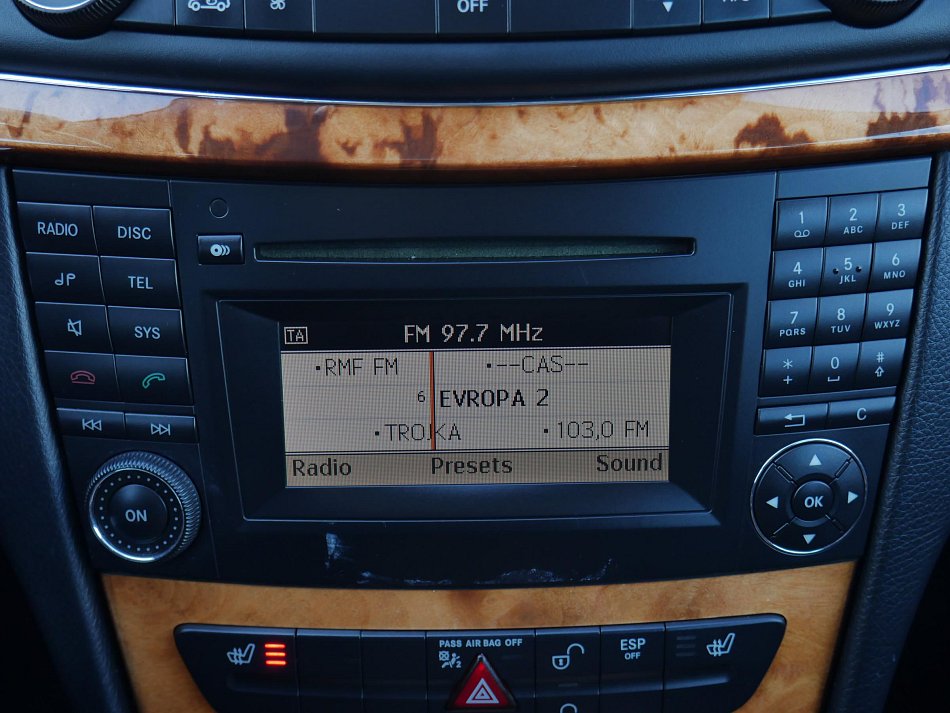 OFF
RADIO
DISC
TEL
SYS
ON
TA
FM 97.7 MHz
·RMF FM
·--CAS--
6 EVROPA 2
·TROJKA
·103,0 FM
Radio
Presets
Sound
1
2 ABC
3 DEF
4 GHI
5 JKL
6 MNO
7 PQRS
8 TUV
9 WXYZ
* +
0
#
C
OK
PASS AIR BAG OFF
2
ESP
OFF